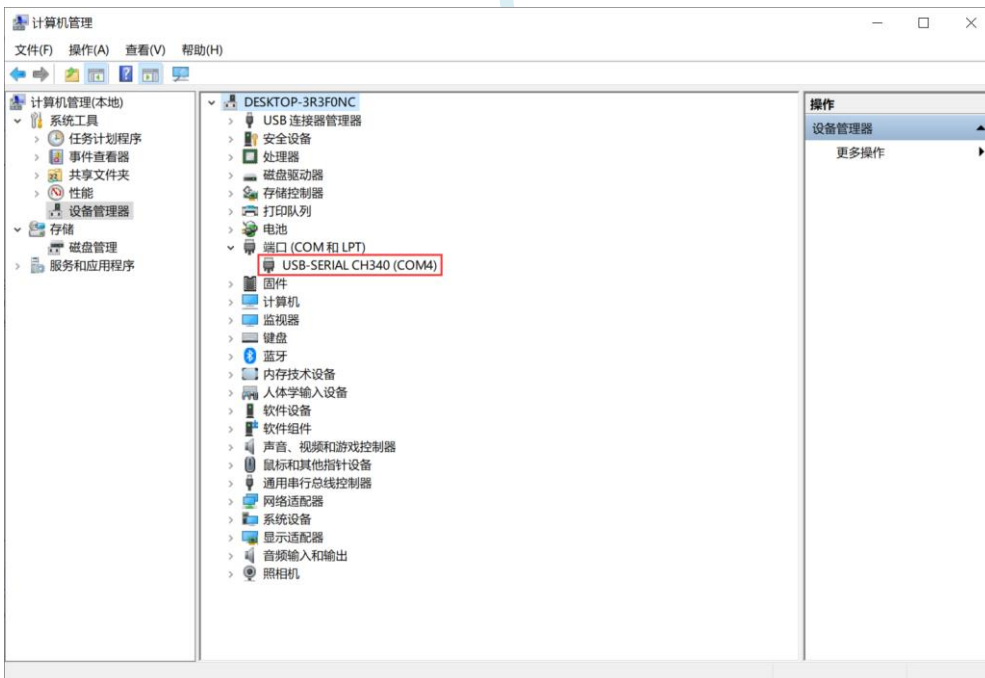 计算机管理
文件(F) 操作(A) 查看(V) 帮助(H)
计算机管理(本地)
系统工具
任务计划程序
事件查看器
共享文件夹
性能
设备管理器
存储
磁盘管理
服务和应用程序
DESKTOP-3R3F0NC
USB 连接器管理器
安全设备
处理器
磁盘驱动器
存储控制器
打印队列
电池
端口 (COM 和 LPT)
USB-SERIAL CH340 (COM4)
固件
计算机
监视器
键盘
蓝牙
内存技术设备
人体学输入设备
软件设备
软件组件
声音、视频和游戏控制器
鼠标和其他指针设备
通用串行总线控制器
网络适配器
系统设备
显示适配器
音频输入和输出
照相机
操作
设备管理器
更多操作